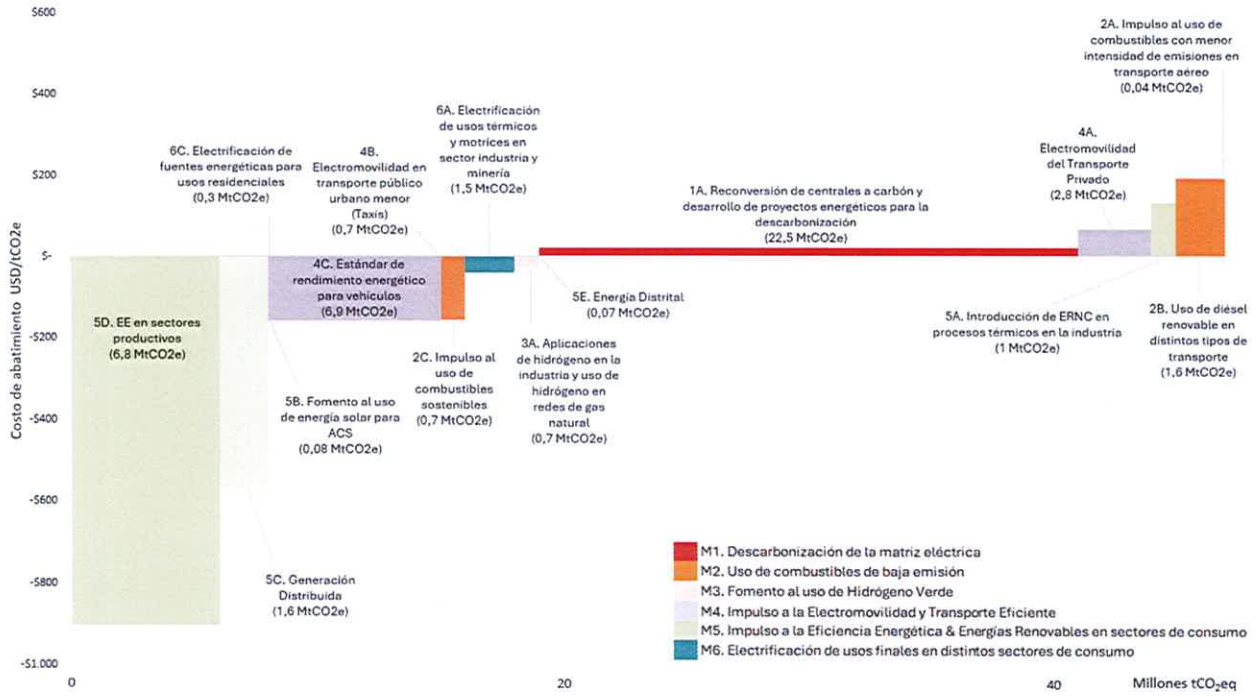 $600
$400
$200
$-
-$200
-$400
-$600
-$800
-$1.000
Costo de abatimiento USD/tCO2e
5D. EE en sectores
productivos
(6,8 MtCO2e)
5C. Generación
Distribuida
(1,6 MtCO2e)
6C. Electrificación de
fuentes energéticas para
usos residenciales
(0,3 MtCO2e)
5B. Fomento al uso
de energía solar para
ACS
(0,08 MtCO2e)
4C. Estándar de
rendimiento energético
para vehículos
(6,9 MtCO2e)
4B.
Electromovilidad en
transporte público
urbano menor
(Taxis)
(0,7 MtCO2e)
2C. Impulso al
uso de
combustibles
sostenibles
(0,7 MtCO2e)
6A. Electrificación
de usos térmicos
y motrices en
sector industria y
minería
(1,5 MtCO2e)
3A. Aplicaciones
de hidrógeno en la
industria y uso de
hidrógeno en
redes de gas
natural
(0,7 MtCO2e)
5E. Energía Distrital
(0,07 MtCO2e)
1A. Reconversión de centrales a carbón y
desarrollo de proyectos energéticos para la
descarbonización
(22,5 MtCO2e)
4A.
Electromovilidad
del Transporte
Privado
(2,8 MtCO2e)
5A. Introducción de ERNC en
procesos térmicos en la industria
(1 MtCO2e)
2B. Uso de diésel
renovable en
distintos tipos de
transporte
(1,6 MtCO2e)
2A. Impulso al uso de
combustibles con menor
intensidad de emisiones en
transporte aéreo
(0,04 MtCO2e)
M1. Descarbonización de la matriz eléctrica
M2. Uso de combustibles de baja emisión
M3. Fomento al uso de Hidrógeno Verde
M4. Impulso a la Electromovilidad y Transporte Eficiente
M5. Impulso a la Eficiencia Energética & Energías Renovables en sectores de consumo
M6. Electrificación de usos finales en distintos sectores de consumo
0
20
40
Millones tCO₂eq